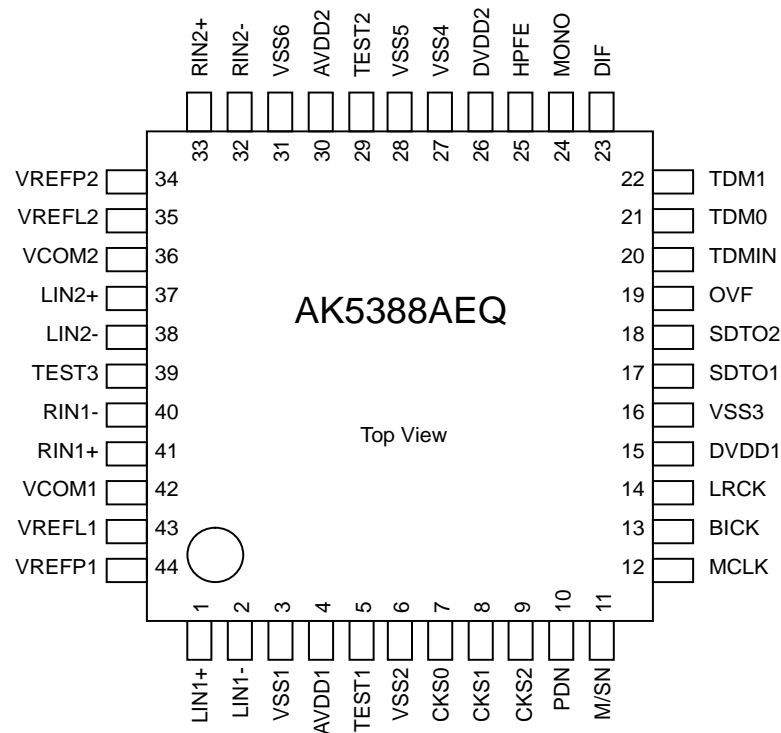 RIN2+ RIN2- VSS6 AVDD2 TEST2 VSS5 VSS4 DVDD2 HPFE MONO DIF
33 32 31 30 29 28 27 26 25 24 23
VREFP2 34 22 TDM1
VREFL2 35 21 TDM0
VCOM2 36 20 TDMIN
LIN2+ 37 AK5388AEQ 19 OVF
LIN2- 38 18 SDTO2
TEST3 39 17 SDTO1
RIN1- 40 16 VSS3
Top View
RIN1+ 41 15 DVDD1
VCOM1 42 14 LRCK
VREFL1 43 13 BICK
VREFP1 44 12 MCLK
1 2 3 4 5 6 7 8 9 10 11
LIN1+ LIN1- VSS1 AVDD1 TEST1 VSS2 CKS0 CKS1 CKS2 PDN M/SN